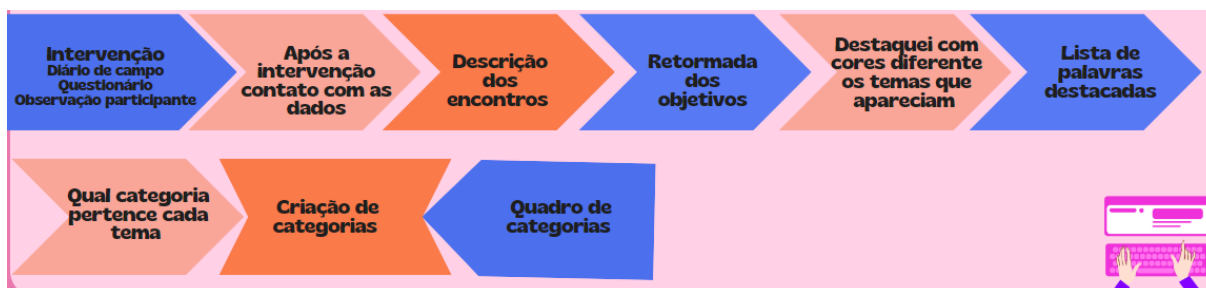 Intervenção
Diário de campo
Questionário
Observação participante
Após a
intervenção
contato com as
dados
Descrição
dos
encontros
Retormada
dos
objetivos
Destaquei com
cores diferente
os temas que
apareciam
Lista de
palavras
destacadas
Qual categoria
pertence cada
tema
Criação de
categorias
Quadro de
categorias